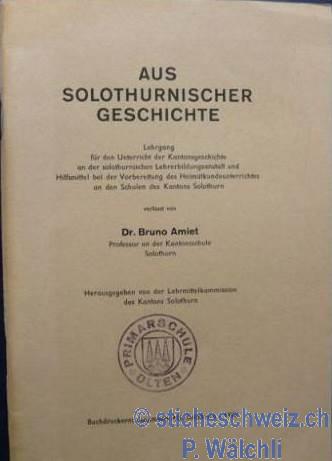 AUS
SOLOTHURNISCHER
GESCHICHTE
Lehrgang
für den Unterricht der Kantonsgeschichte
an der solothurnischen Lehrerbildungsanstalt und
Hilfsmittel bei der Vorbereitung des Heimatkundeunterrichtes
an den Schulen des Kantons Solothurn
verfasst von
Dr. Bruno Amiet
Professor an der Kantonsschule
Solothurn
Herausgegeben von der Lehrmittelkommission
des Kantons Solothurn
PRIMARSCHULE
OLTEN
Buchdruckerei
© sticheschweiz.ch
P. Wälchli